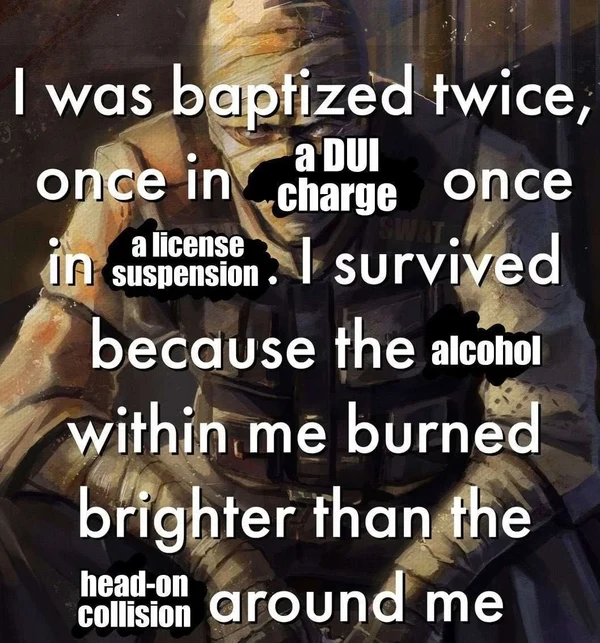 I was baptized twice,
once in a DUI charge once
in a license suspension. I survived
because the alcohol
within me burned
brighter than the
head-on collision around me
SWAT